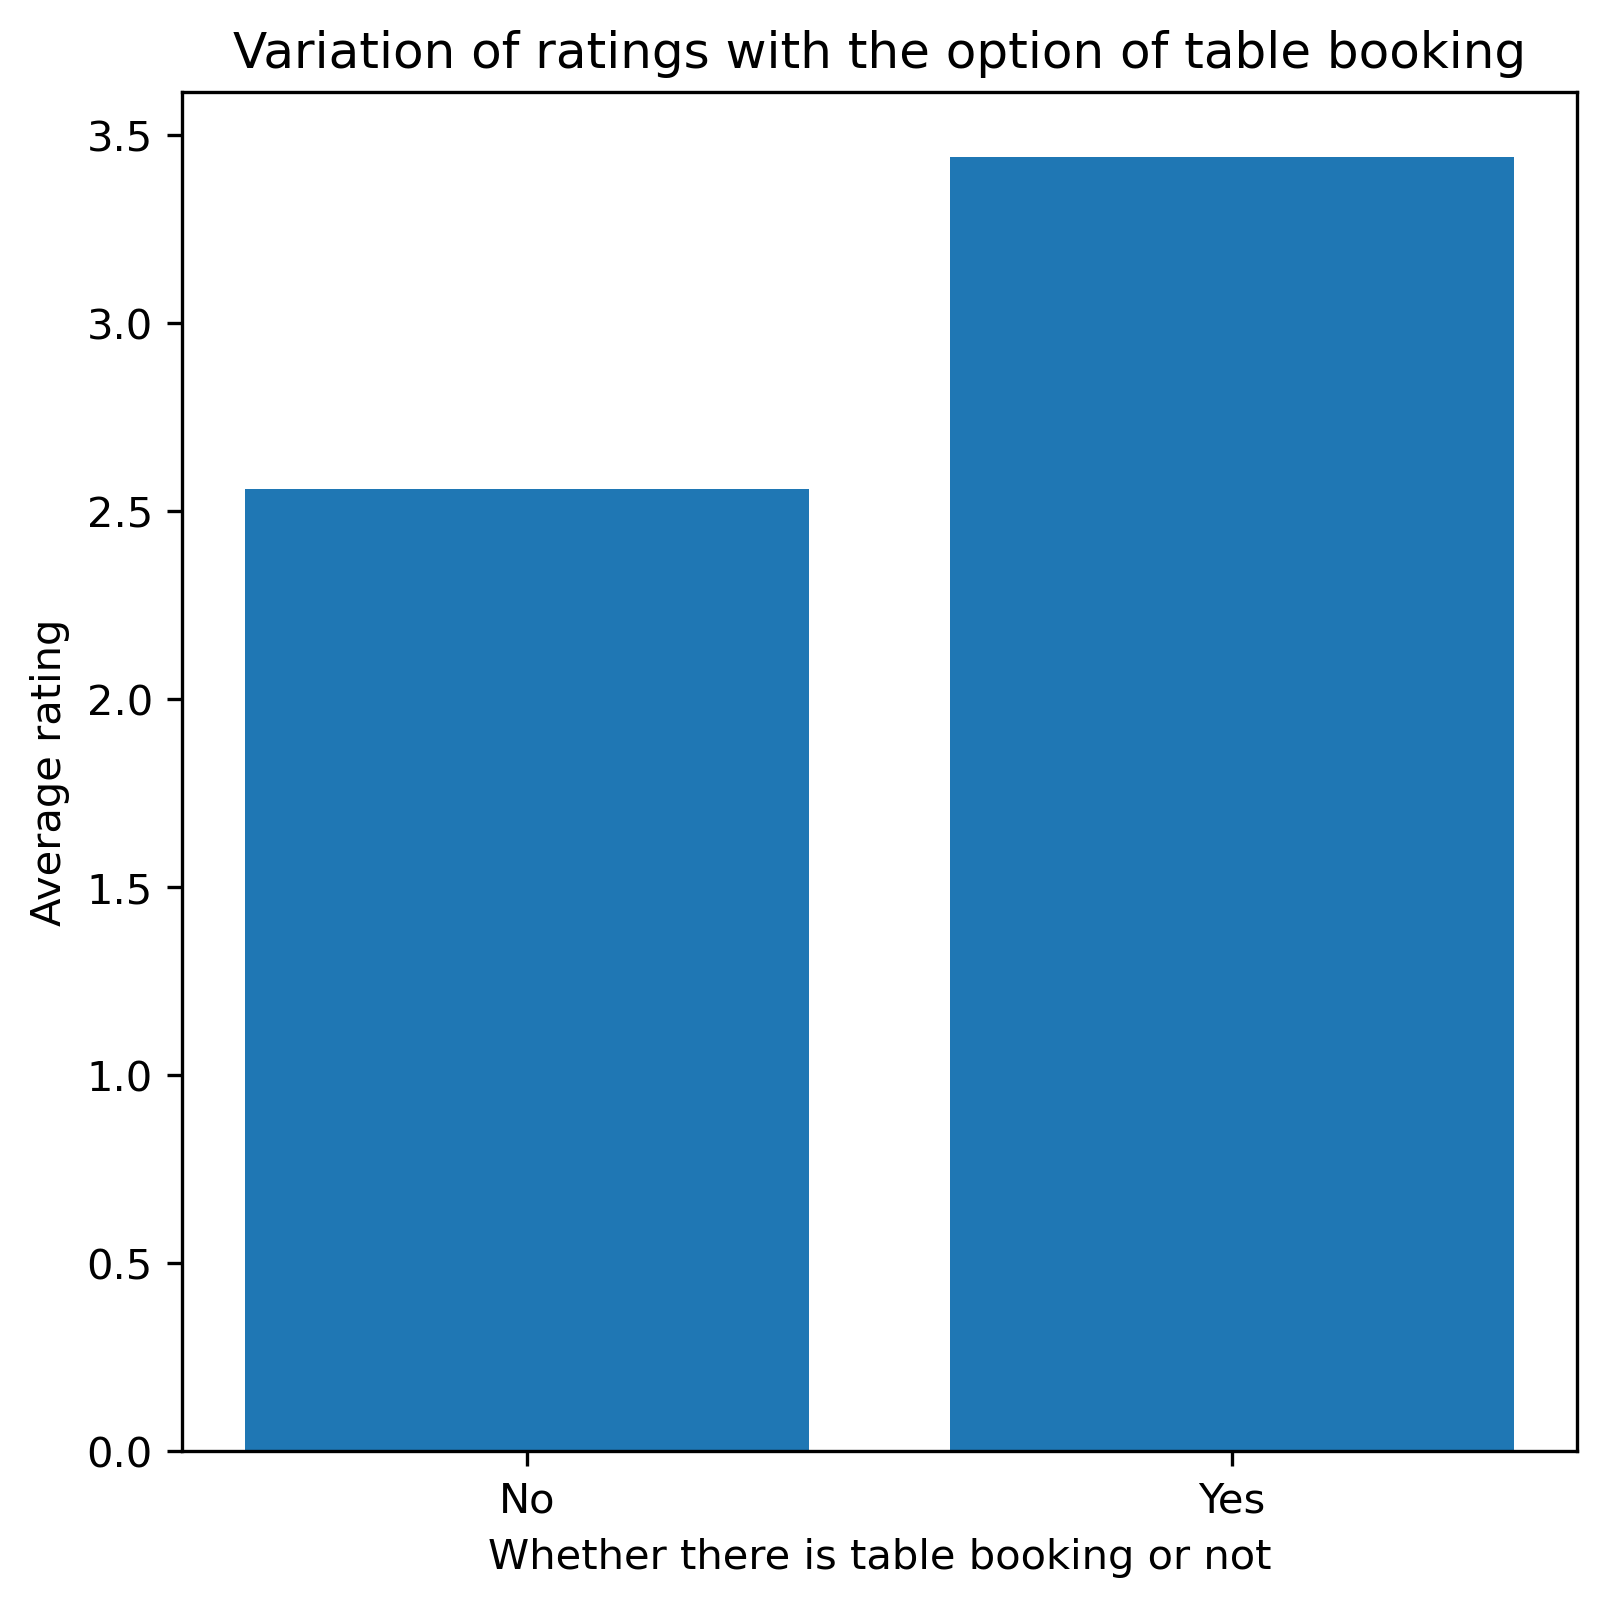 Variation of ratings with the option of table booking
3.5
3.0
2.5
2.0
1.5
1.0
0.5
0.0
Average rating
No Yes
Whether there is table booking or not